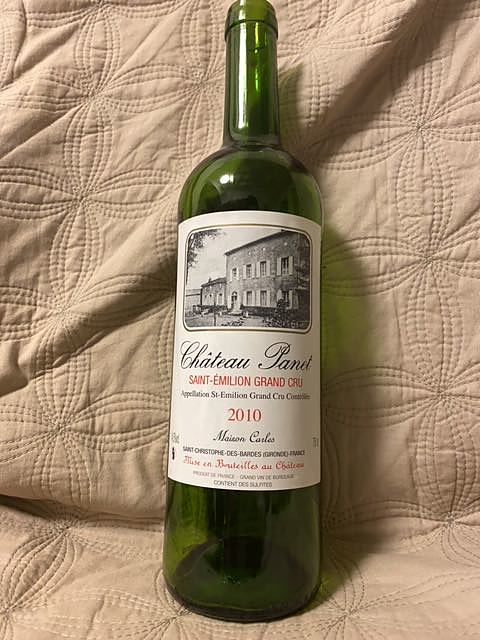 Château Panet
SAINT-ÉMILION GRAND CRU
Appellation St-Emilion Grand Cru Contrôlée
2010
Maison Carles
SAINT-CHRISTOPHE-DES-BARDES (GIRONDE)-FRANCE
Mise en Bouteilles au Château
PRODUIT DE FRANCE - GRAND VIN DE BORDEAUX
CONTIENT DES SULFITES